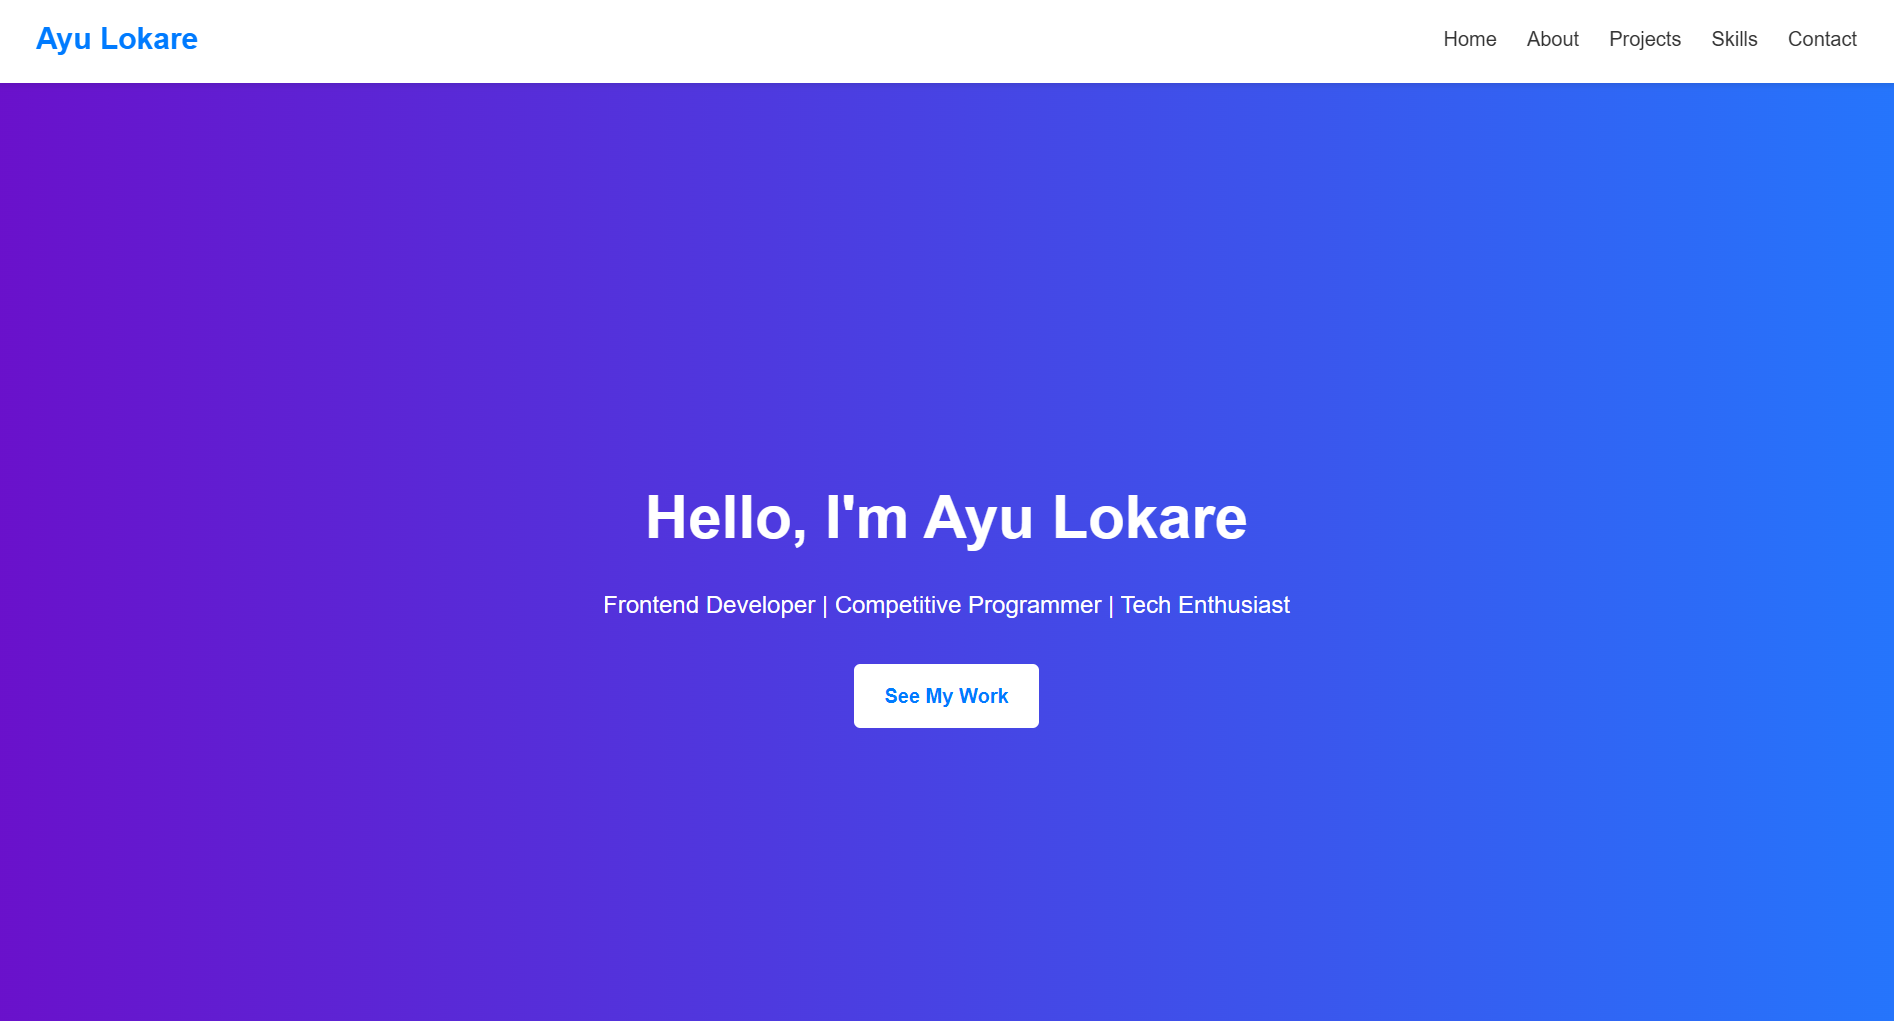 Ayu Lokare
Home About Projects Skills Contact
Hello, I'm Ayu Lokare
Frontend Developer | Competitive Programmer | Tech Enthusiast
See My Work